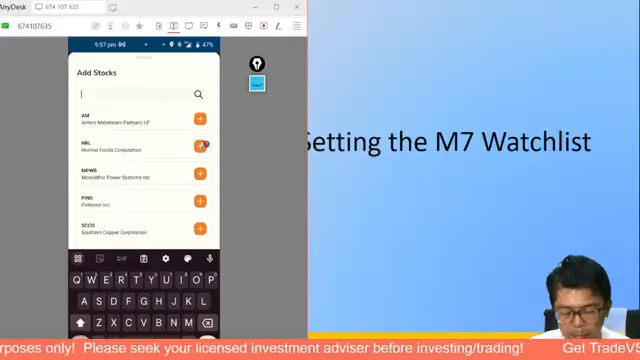 AnyDesk
674 107 635
674107635
9:57 pm
47%
Add Stocks
AM
Antero Midstream Partners LP
HRL
Hormel Foods Corporation
MPWR
Monolithic Power Systems Inc
PINS
Pinterest Inc
SCCO
Southern Copper Corporation
GIF
Q W E R T Y U I O P
A S D F G H J K L
Z X C V B N M
Setting the M7 Watchlist
rposes only! Please seek your licensed investment adviser before investing/trading!
Get TradeVS